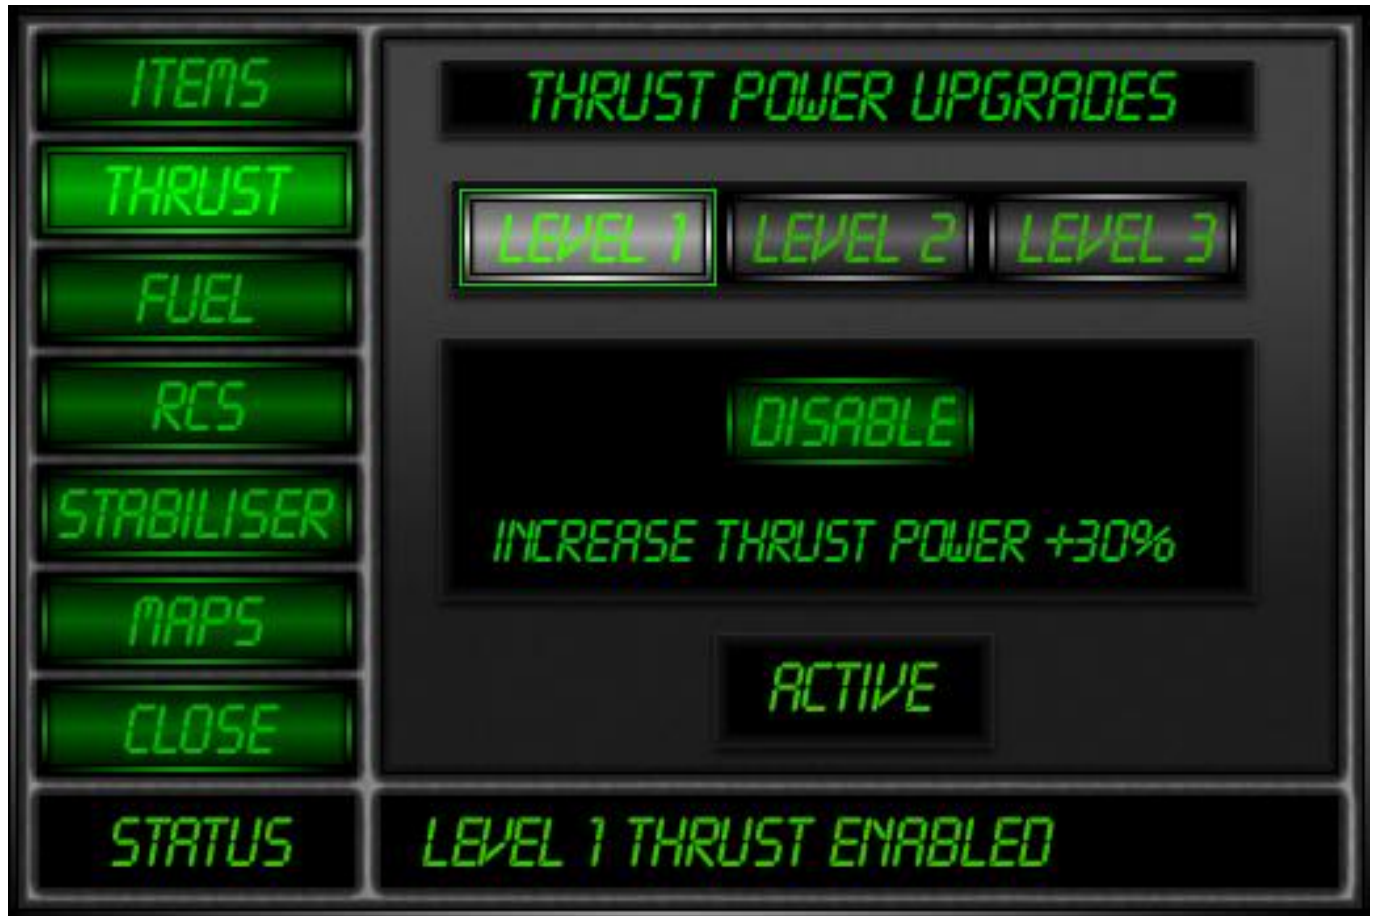 ITEMS
THRUST
FUEL
RCS
STABILISER
MAPS
CLOSE
STATUS
THRUST POWER UPGRADES
LEVEL 1 LEVEL 2 LEVEL 3
DISABLE
INCREASE THRUST POWER +30%
ACTIVE
LEVEL 1 THRUST ENABLED